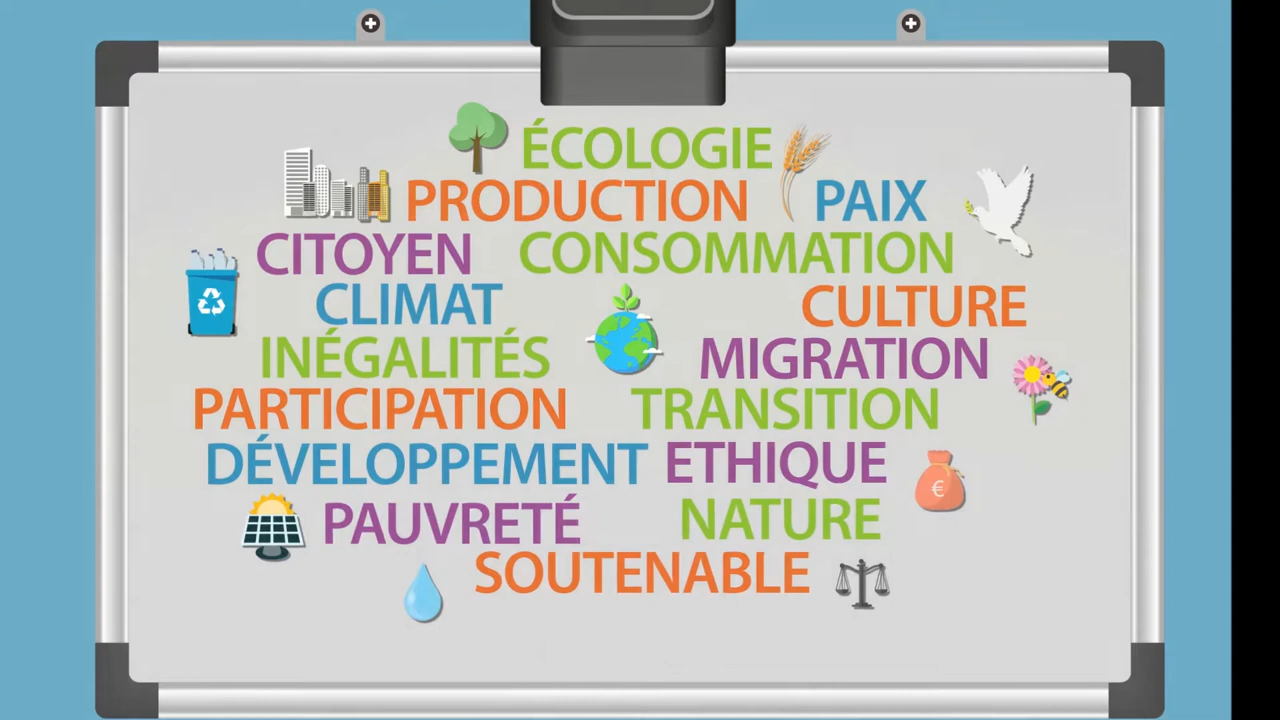 ÉCOLOGIE
PRODUCTION PAIX
CITOYEN CONSOMMATION
CLIMAT CULTURE
INÉGALITÉS MIGRATION
PARTICIPATION TRANSITION
DÉVELOPPEMENT ETHIQUE
€
PAUVRETÉ NATURE
SOUTENABLE